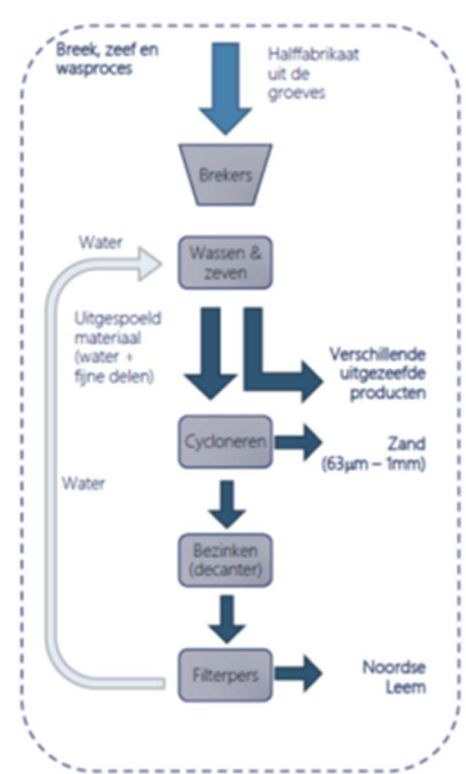 Breek, zeef en
wasproces
Halffabrikaat
uit de
groeves
Brekers
Water
Wassen &
zeven
Uitgespoeld
materiaal
(water +
fijne delen)
Verschillende
uitgezeefde
producten
Cycloneren
Zand
(63μm – 1mm)
Water
Bezinken
(decanter)
Filterpers
Noordse
Leem